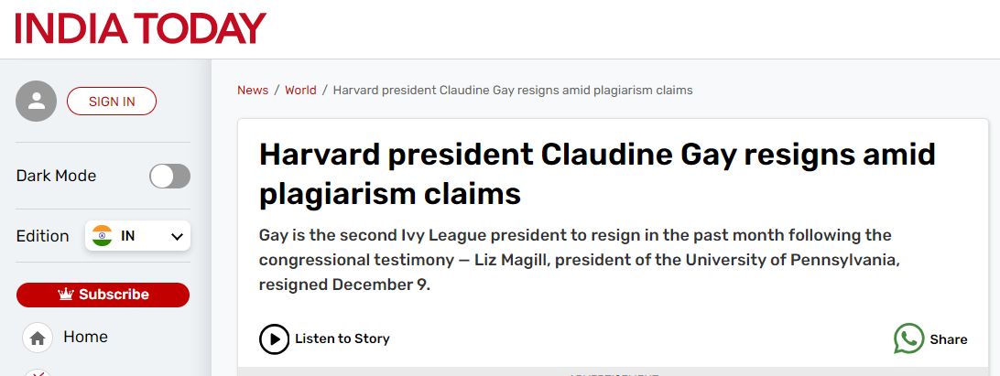 INDIA TODAY
SIGN IN
Dark Mode
Edition
IN
Subscribe
Home
News / World / Harvard president Claudine Gay resigns amid plagiarism claims
Harvard president Claudine Gay resigns amid
plagiarism claims
Gay is the second Ivy League president to resign in the past month following the
congressional testimony — Liz Magill, president of the University of Pennsylvania,
resigned December 9.
Listen to Story
Share